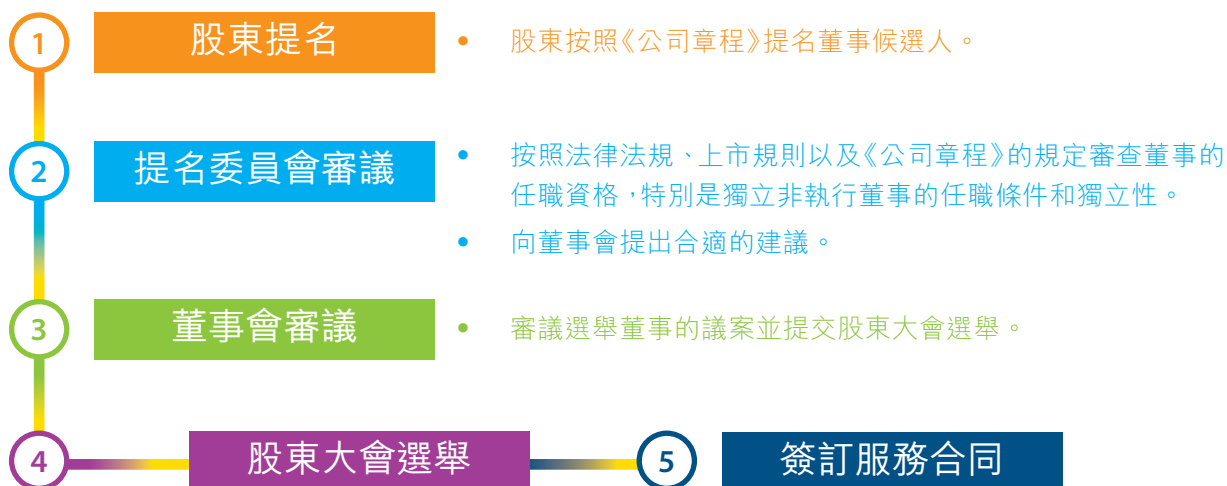 1 股東提名 • 股東按照《公司章程》提名董事候選人。
2 提名委員會審議 • 按照法律法規、上市規則以及《公司章程》的規定審查董事的
任職資格,特別是獨立非執行董事的任職條件和獨立性。
• 向董事會提出合適的建議。
3 董事會審議 • 審議選舉董事的議案並提交股東大會選舉。
4 股東大會選舉 5 簽訂服務合同